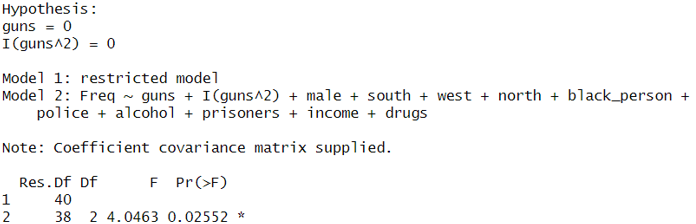 Hypothesis:
guns = 0
I(guns^2) = 0
Model 1: restricted model
Model 2: Freq ~ guns + I(guns^2) + male + south + west + north + black_person +
    police + alcohol + prisoners + income + drugs
Note: Coefficient covariance matrix supplied.
  Res.Df Df      F  Pr(>F)
1     40
2     38  2 4.0463 0.02552 *